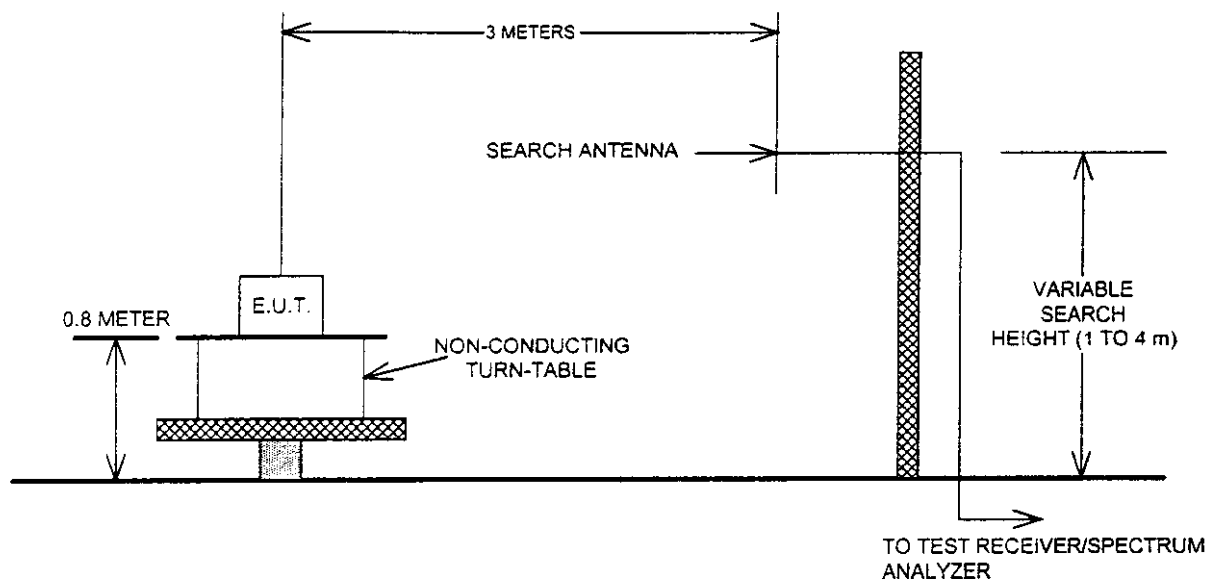 3 METERS
SEARCH ANTENNA
E.U.T.
0.8 METER
NON-CONDUCTING
TURN-TABLE
VARIABLE
SEARCH
HEIGHT (1 TO 4 m)
TO TEST RECEIVER/SPECTRUM
ANALYZER